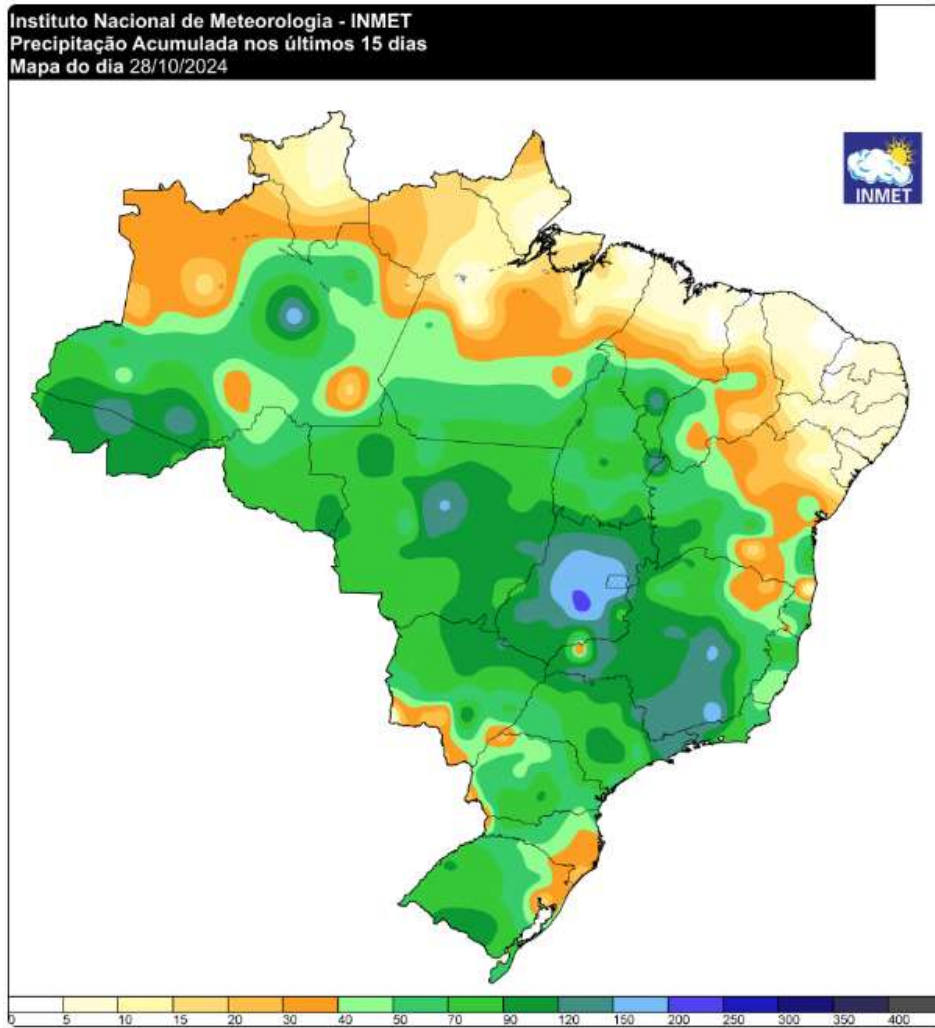 Instituto Nacional de Meteorologia - INMET
Precipitação Acumulada nos últimos 15 dias
Mapa do dia 28/10/2024
INMET
0 5 10 15 20 30 40 50 70 90 120 150 200 250 300 350 400